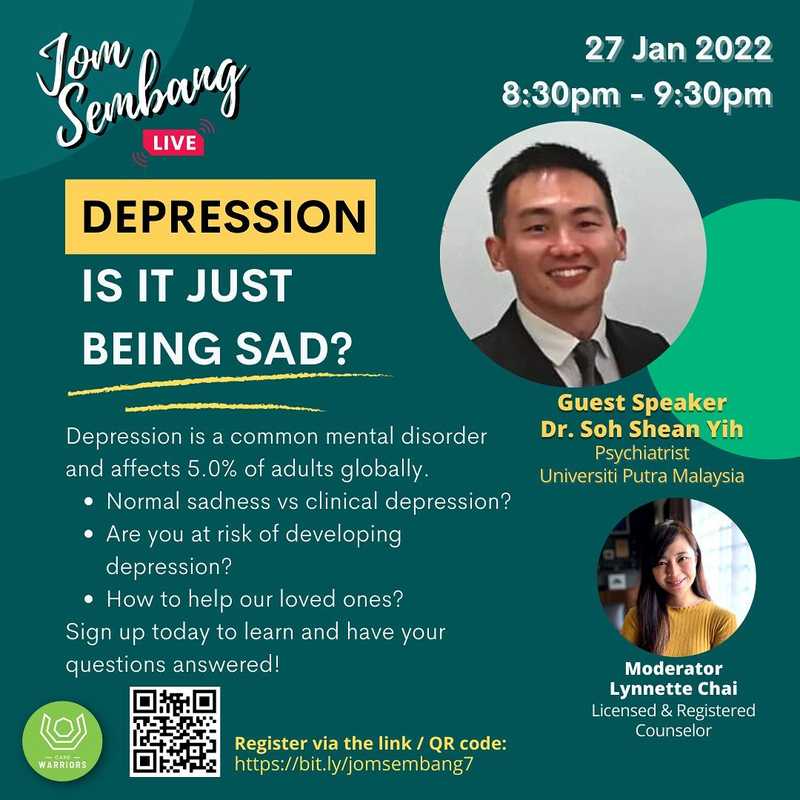 Jom
Sembang
LIVE
27 Jan 2022
8:30pm - 9:30pm
DEPRESSION
IS IT JUST
BEING SAD?
Depression is a common mental disorder
and affects 5.0% of adults globally.
• Normal sadness vs clinical depression?
• Are you at risk of developing
depression?
• How to help our loved ones?
Sign up today to learn and have your
questions answered!
Guest Speaker
Dr. Soh Shean Yih
Psychiatrist
Universiti Putra Malaysia
Moderator
Lynnette Chai
Licensed & Registered
Counselor
CARE
WARRIORS
Register via the link / QR code:
https://bit.ly/jomsembang7